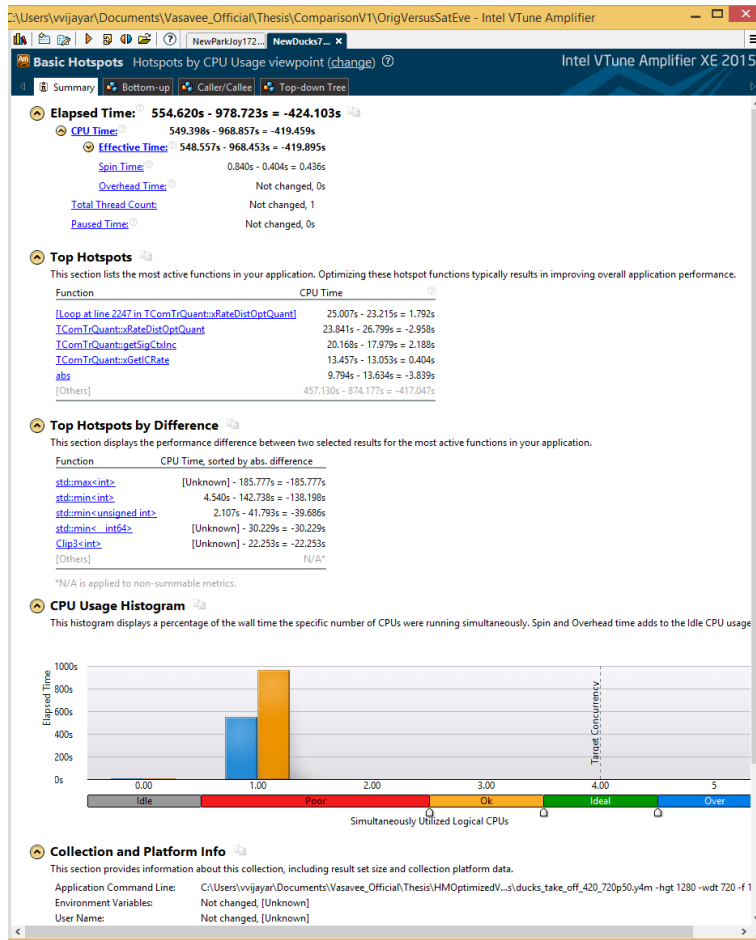 C:\Users\vvijayar\Documents\Vasavee_Official\Thesis\ComparisonV1\OrigVersusSatEve - Intel VTune Amplifier
NewParkJoy172... NewDucks7... ×
Basic Hotspots Hotspots by CPU Usage viewpoint (change) Intel VTune Amplifier XE 2015
Summary Bottom-up Caller/Callee Top-down Tree
Elapsed Time: 554.620s - 978.723s = -424.103s
CPU Time: 549.398s - 968.857s = -419.459s
Effective Time: 548.557s - 968.453s = -419.895s
Spin Time: 0.840s - 0.404s = 0.436s
Overhead Time: Not changed, 0s
Total Thread Count: Not changed, 1
Paused Time: Not changed, 0s
Top Hotspots
This section lists the most active functions in your application. Optimizing these hotspot functions typically results in improving overall application performance.
Function CPU Time
[Loop at line 2247 in TComTrQuant::xRateDistOptQuant] 25.007s - 23.215s = 1.792s
TComTrQuant::xRateDistOptQuant 23.841s - 26.799s = -2.958s
TComTrQuant::getSigCtxInc 20.168s - 17.979s = 2.188s
TComTrQuant::xGetICRate 13.457s - 13.053s = 0.404s
abs 9.794s - 13.634s = -3.839s
[Others] 457.130s - 874.177s = -417.047s
Top Hotspots by Difference
This section displays the performance difference between two selected results for the most active functions in your application.
Function CPU Time, sorted by abs. difference
std::max<int> [Unknown] - 185.777s = -185.777s
std::min<int> 4.540s - 142.738s = -138.198s
std::min<unsigned int> 2.107s - 41.793s = -39.686s
std::min<__int64> [Unknown] - 30.229s = -30.229s
Clip3<int> [Unknown] - 22.253s = -22.253s
[Others] N/A*
*N/A is applied to non-summable metrics.
CPU Usage Histogram
This histogram displays a percentage of the wall time the specific number of CPUs were running simultaneously. Spin and Overhead time adds to the Idle CPU usage
Elapsed Time
1000s
800s
600s
400s
200s
0s
Target Concurrency
0.00 1.00 2.00 3.00 4.00 5
Idle Poor Ok Ideal Over
Simultaneously Utilized Logical CPUs
Collection and Platform Info
This section provides information about this collection, including result set size and collection platform data.
Application Command Line: C:\Users\vvijayar\Documents\Vasavee_Official\Thesis\HMOptimizedV...s\ducks_take_off_420_720p50.y4m -hgt 1280 -wdt 720 -f 1
Environment Variables: Not changed, [Unknown]
User Name: Not changed, [Unknown]